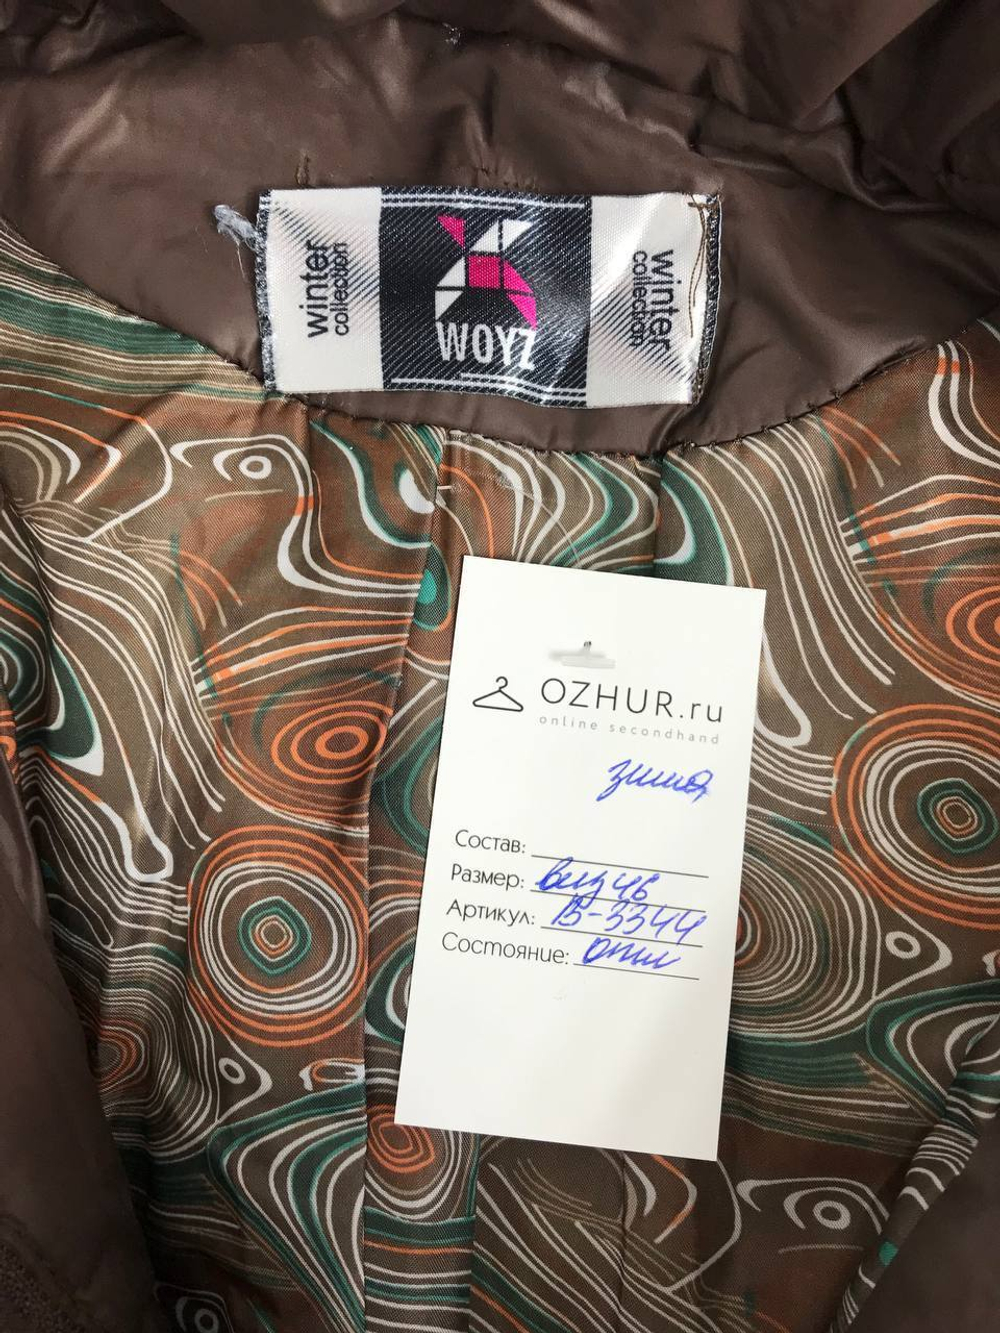 winter
collection
WOYZ
winter
collection
OZHUR.ru
online secondhand
зима
Состав:
Размер: виз 46
Артикул: В-3344
Состояние: отл